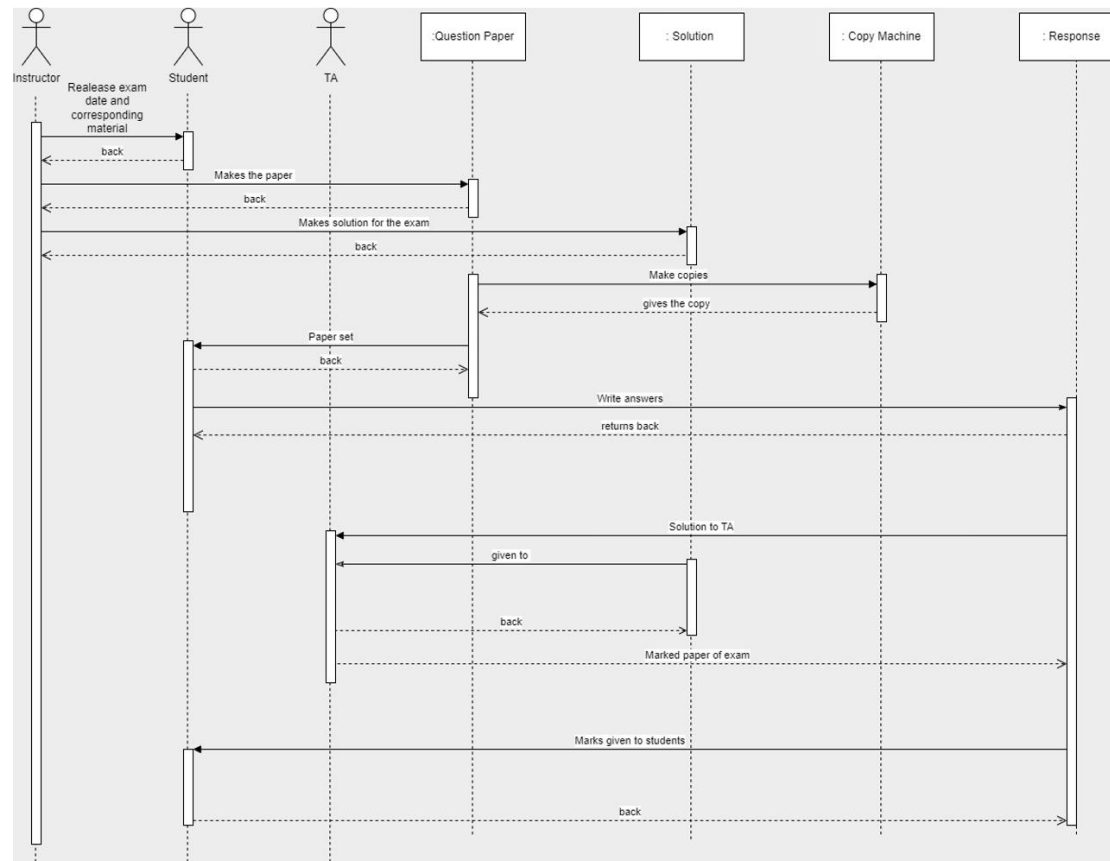 :Question Paper
: Solution
: Copy Machine
: Response
Instructor
Student
TA
Realease exam
date and
corresponding
material
back
Makes the paper
back
Makes solution for the exam
back
Make copies
gives the copy
Paper set
back
Write answers
returns back
Solution to TA
given to
back
Marked paper of exam
Marks given to students
back